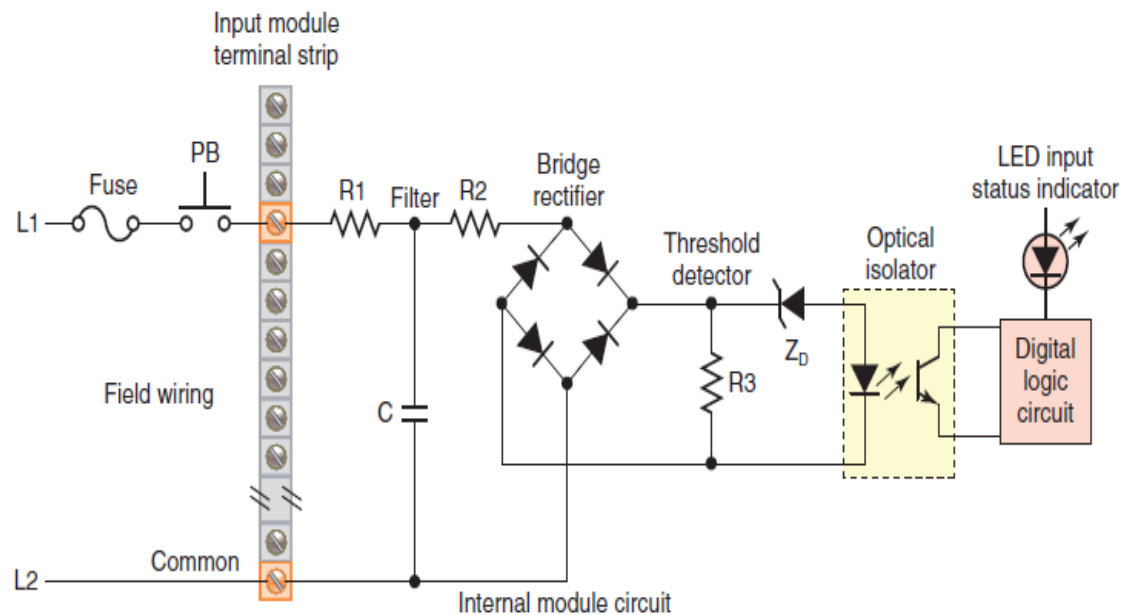 Input module
terminal strip
PB
Fuse
L1
R1
Filter
R2
Bridge
rectifier
LED input
status indicator
Threshold
detector
Optical
isolator
Z_D
R3
Digital
logic
circuit
Field wiring
C
Common
L2
Internal module circuit